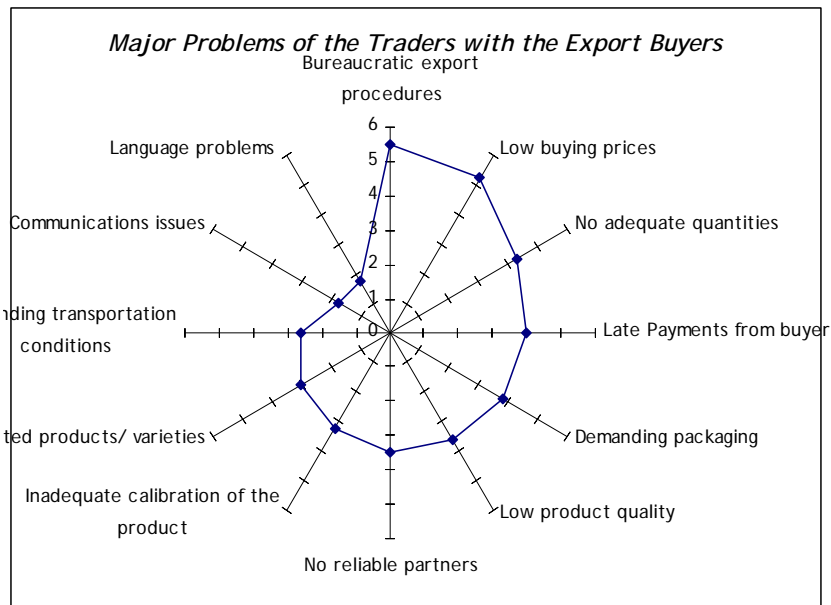 Major Problems of the Traders with the Export Buyers
Bureaucratic export
procedures
Low buying prices
No adequate quantities
Late Payments from buyer
Demanding packaging
Low product quality
No reliable partners
Inadequate calibration of the
product
products/ varieties
transportation
conditions
Communications issues
Language problems
6
5
4
3
2
1
0